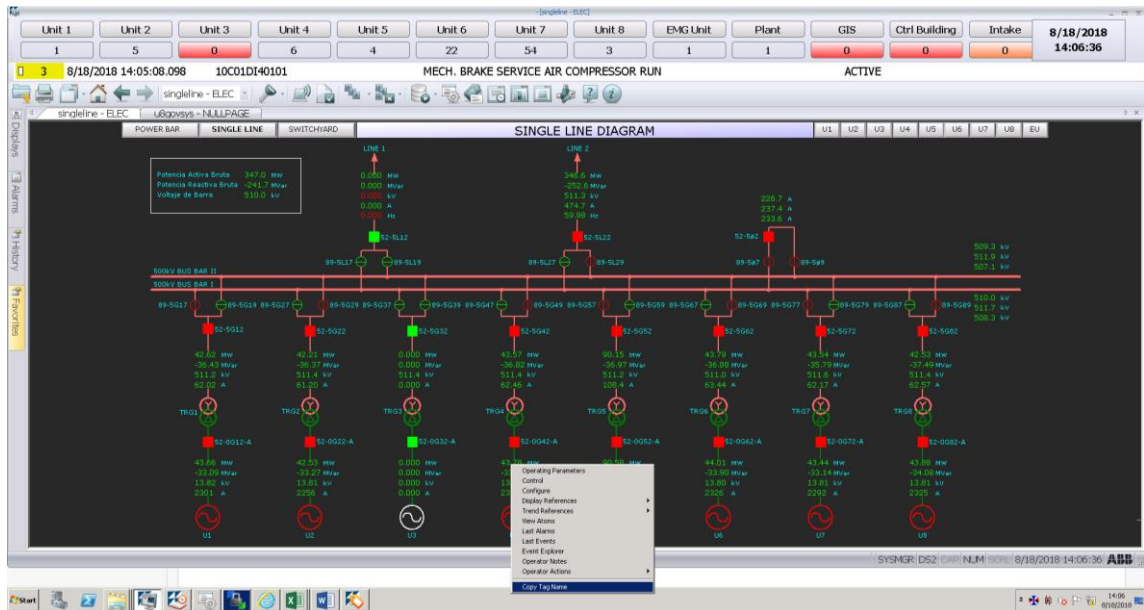 - [singleline - ELEC]
Unit 1 Unit 2 Unit 3 Unit 4 Unit 5 Unit 6 Unit 7 Unit 8 EMG Unit Plant GIS Ctrl Building Intake 8/18/2018
1 5 0 6 4 22 54 3 1 1 0 0 0 14:06:36
3 8/18/2018 14:05:08.098 10C01DI40101 MECH. BRAKE SERVICE AIR COMPRESSOR RUN ACTIVE
singleline - ELEC
singleline - ELEC u8govsys - NULLPAGE
Displays
Alarms
History
Favorites
POWER BAR SINGLE LINE SWITCHYARD SINGLE LINE DIAGRAM U1 U2 U3 U4 U5 U6 U7 U8 EU
LINE 1 LINE 2
Potencia Activa Bruta 347.0 MW
Potencia Reactiva Bruta -241.7 MVar
Voltaje de Barra 510.0 kV
0.000 MW 346.6 MW
0.000 MVar -252.6 MVar
0.000 kV 511.3 kV
0.000 A 474.7 A
0.000 Hz 59.98 Hz
226.7 A
237.4 A
233.6 A
52-5L12 52-5L22 52-5ø2
89-5L17 89-5L19 89-5L27 89-5L29 89-5ø7 89-5ø9
509.3 kV
511.9 kV
507.1 kV
500kV BUS BAR II
500kV BUS BAR I
510.0 kV
511.7 kV
508.3 kV
89-5G17 89-5G19 89-5G27 89-5G29 89-5G37 89-5G39 89-5G47 89-5G49 89-5G57 89-5G59 89-5G67 89-5G69 89-5G77 89-5G79 89-5G87 89-5G89
52-5G12 52-5G22 52-5G32 52-5G42 52-5G52 52-5G62 52-5G72 52-5G82
42.62 MW 42.21 MW 0.000 MW 43.57 MW 90.15 MW 43.79 MW 43.54 MW 42.53 MW
-36.43 MVar -36.37 MVar 0.000 MVar -36.82 MVar -36.97 MVar -36.88 MVar -35.79 MVar -37.49 MVar
511.2 kV 511.4 kV 511.4 kV 511.4 kV 511.2 kV 511.0 kV 511.6 kV 511.4 kV
62.02 A 61.20 A 0.000 A 62.46 A 108.4 A 63.44 A 62.17 A 62.57 A
TRG1 TRG2 TRG3 TRG4 TRG5 TRG6 TRG7 TRG8
52-0G12-A 52-0G22-A 52-0G32-A 52-0G42-A 52-0G52-A 52-0G62-A 52-0G72-A 52-0G82-A
43.66 MW 42.53 MW 0.000 MW MW 90.58 MW 44.01 MW 43.44 MW 43.88 MW
-33.09 MVar -33.27 MVar 0.000 MVar -33.90 MVar -33.14 MVar -34.08 MVar
13.82 kV 13.81 kV 0.000 kV 13.80 kV 13.81 kV 13.81 kV
2301 A 2256 A 0.000 A 2326 A 2292 A 2325 A
U1 U2 U3 U6 U7 U8
Operating Parameters
Control
Configure
Display References
Trend References
View Atoms
Last Alarms
Last Events
Event Explorer
Operator Notes
Operator Actions
Copy Tag Name
SYSMGR DS2 CAP NUM SCRL 8/18/2018 14:06:36 ABB
Start 14:06
8/18/2018